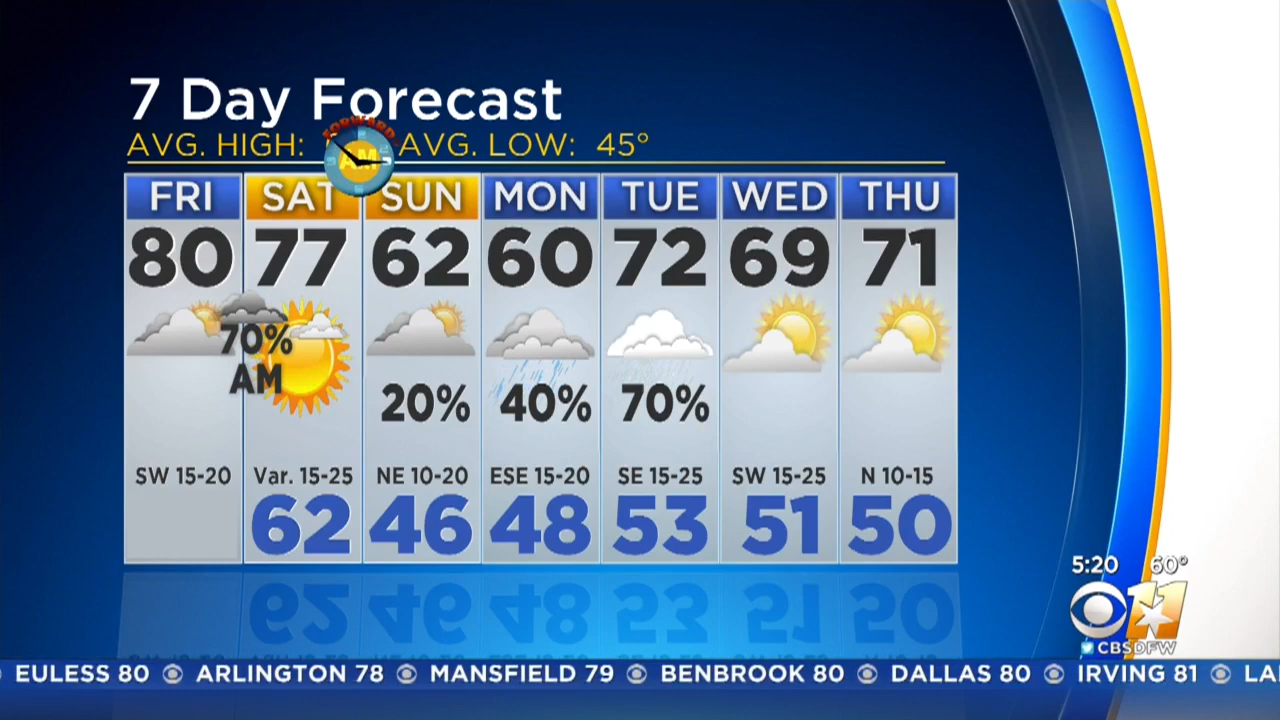 7 Day Forecast
AVG. HIGH: AVG. LOW: 45°
FORWARD
AM
FRI SAT SUN MON TUE WED THU
80 77 62 60 72 69 71
70%
AM
20% 40% 70%
SW 15-20 Var. 15-25 NE 10-20 ESE 15-20 SE 15-25 SW 15-25 N 10-15
62 46 48 53 51 50
5:20 60°
11
CBSDFW
EULESS 80 ARLINGTON 78 MANSFIELD 79 BENBROOK 80 DALLAS 80 IRVING 81 LA